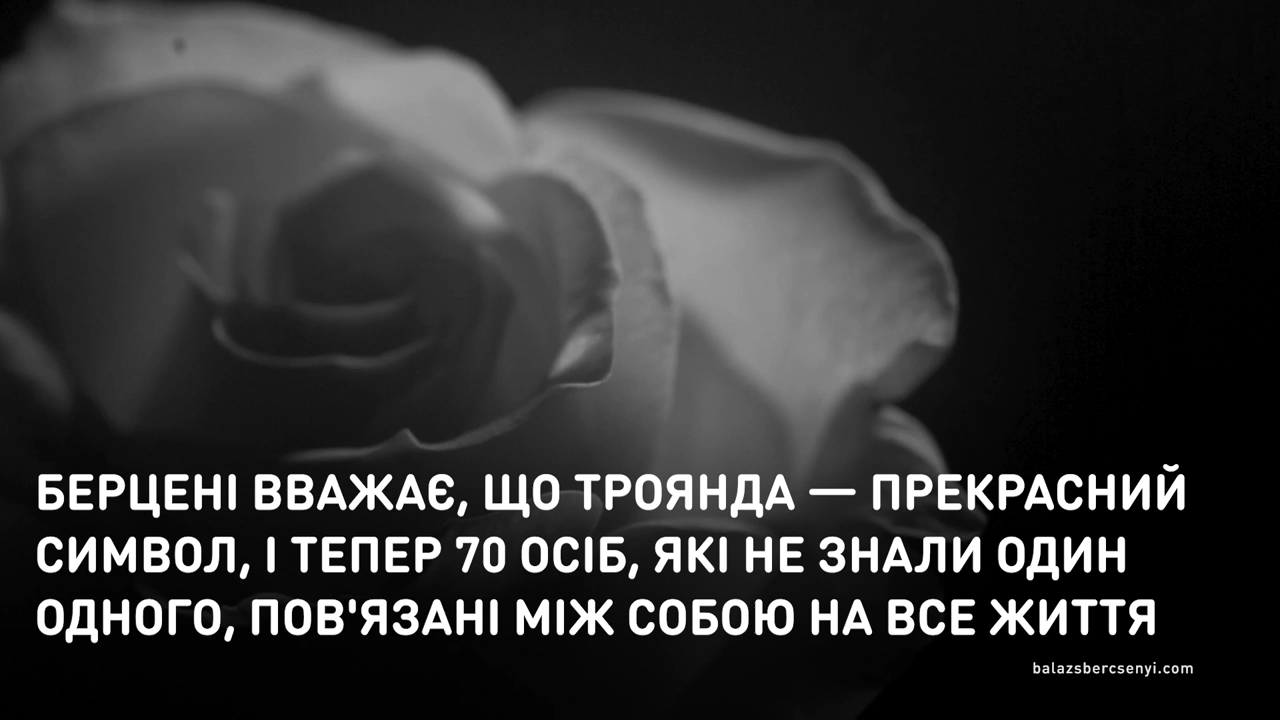 БЕРЦЕНІ ВВАЖАЄ, ЩО ТРОЯНДА — ПРЕКРАСНИЙ
СИМВОЛ, І ТЕПЕР 70 ОСІБ, ЯКІ НЕ ЗНАЛИ ОДИН
ОДНОГО, ПОВ'ЯЗАНІ МІЖ СОБОЮ НА ВСЕ ЖИТТЯ
balazsbercsenyi.com